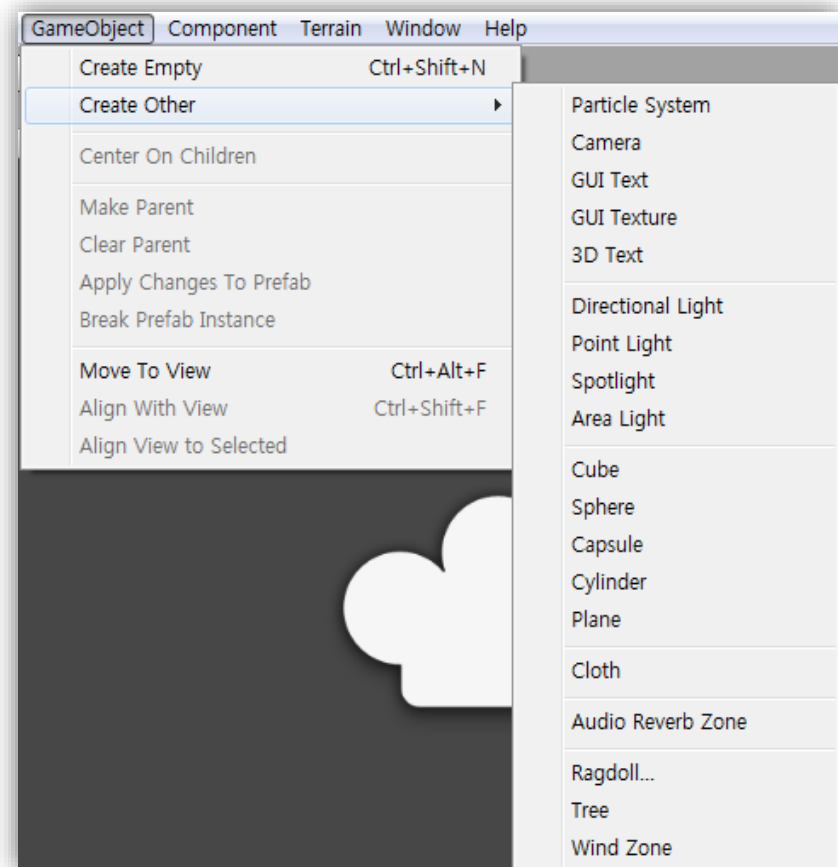 GameObject Component Terrain Window Help
Create Empty Ctrl+Shift+N
Create Other
Center On Children
Make Parent
Clear Parent
Apply Changes To Prefab
Break Prefab Instance
Move To View Ctrl+Alt+F
Align With View Ctrl+Shift+F
Align View to Selected
Particle System
Camera
GUI Text
GUI Texture
3D Text
Directional Light
Point Light
Spotlight
Area Light
Cube
Sphere
Capsule
Cylinder
Plane
Cloth
Audio Reverb Zone
Ragdoll...
Tree
Wind Zone